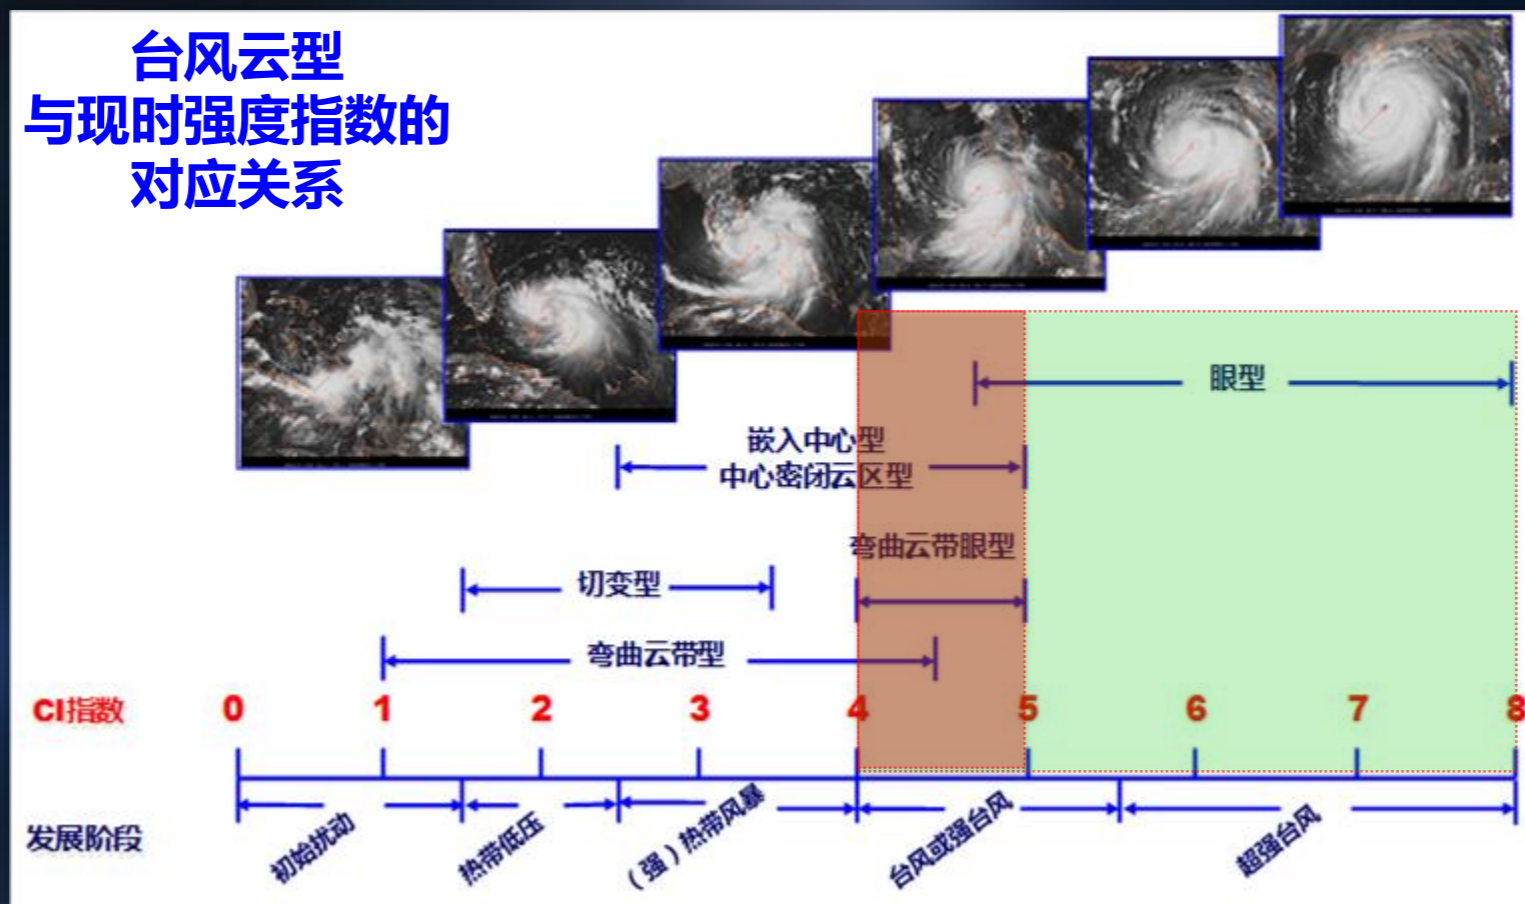 台风云型
与现时强度指数的
对应关系
眼型
嵌入中心型
中心密闭云区型
弯曲云带眼型
切变型
弯曲云带型
CI指数 0 1 2 3 4 5 6 7 8
发展阶段
初始扰动
热带低压
（强）热带风暴
台风或强台风
超强台风